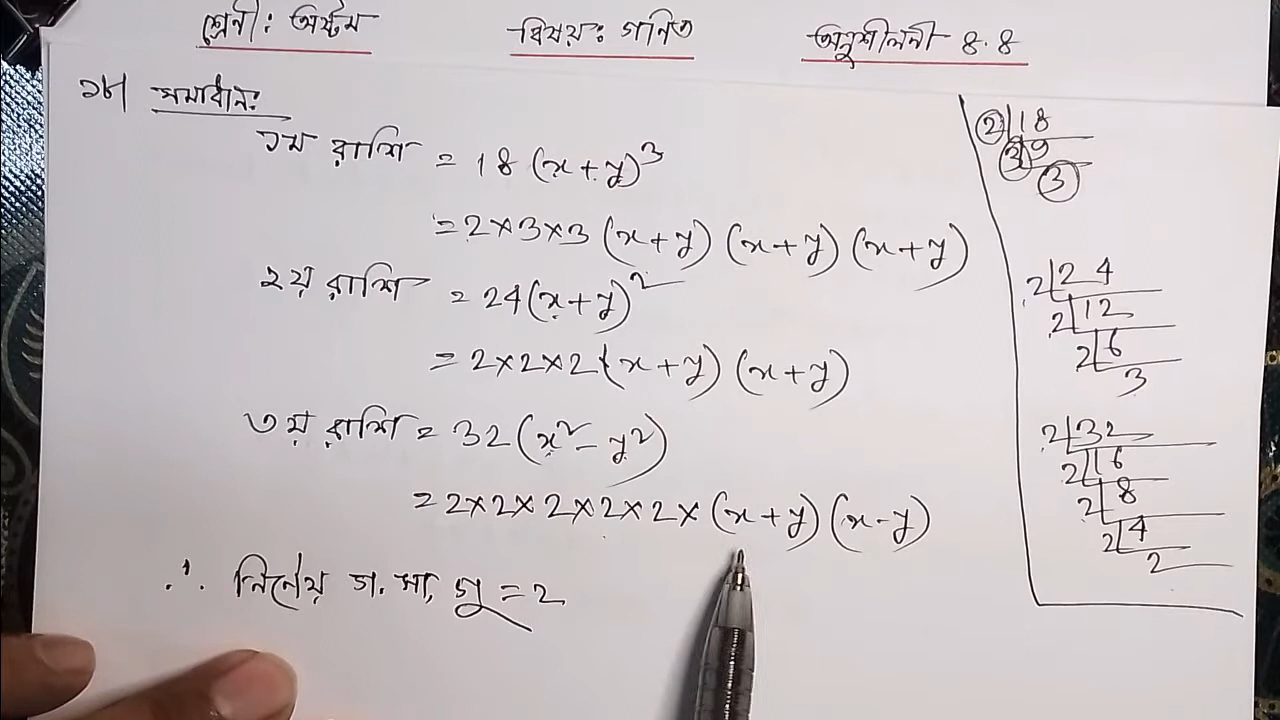 শ্রেনী: অষ্টম
বিষয়: গনিত
অনুশীলনী ৪.৪
১৮। সমাধান:
১ম রাশি = 18 (x+y)³
= 2×3×3 (x+y) (x+y) (x+y)
২য় রাশি = 24(x+y)²
= 2×2×2 (x+y) (x+y)
৩য় রাশি = 32(x²-y²)
= 2×2×2×2×2×(x+y)(x-y)
∴ নির্ণেয় গ.সা.গু = 2
2|18
3|9
3
2|24
2|12
2|6
3
2|32
2|16
2|8
2|4
2